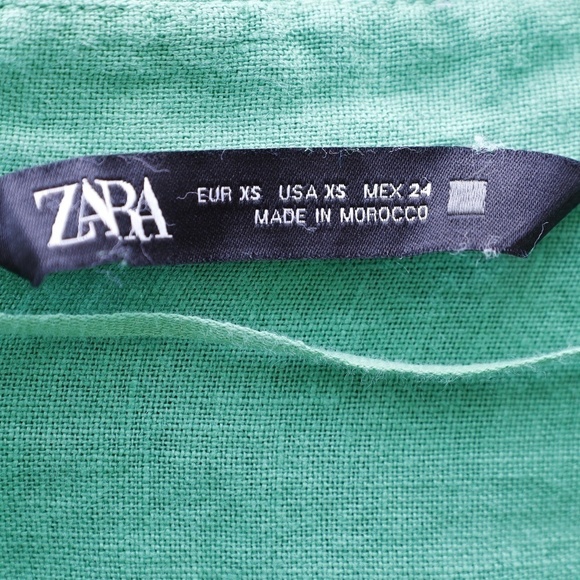 ZARA
EUR XS USA XS MEX 24
MADE IN MOROCCO